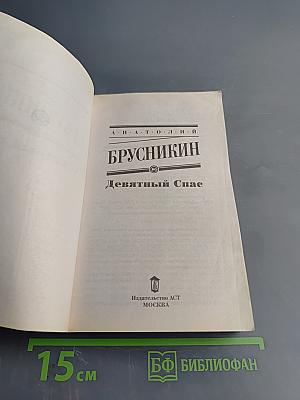 АНАТОЛИЙ
БРУСНИКИН
Девятный Спас
Издательство АСТ
МОСКВА
15 см
БФ БИБЛИОФАН